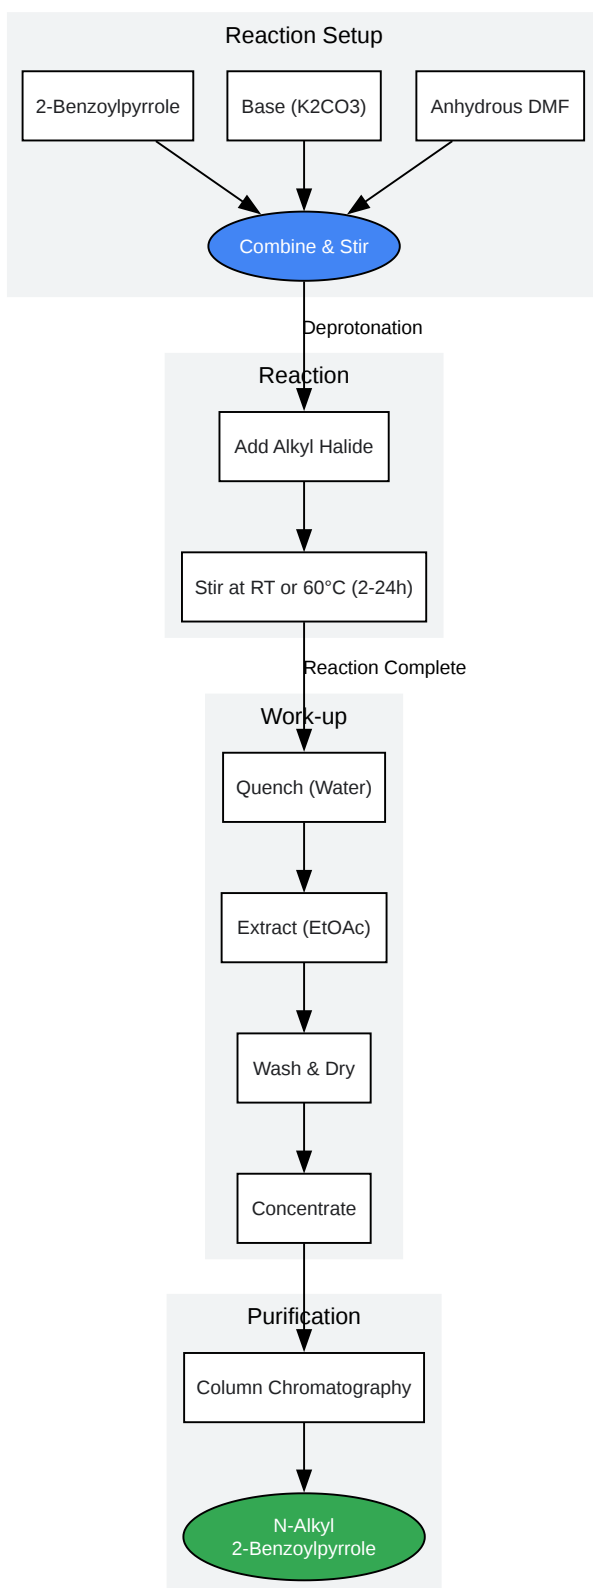 Reaction Setup
2-Benzoylpyrrole
Base (K2CO3)
Anhydrous DMF
Combine & Stir
Deprotonation
Reaction
Add Alkyl Halide
Stir at RT or 60°C (2-24h)
Reaction Complete
Work-up
Quench (Water)
Extract (EtOAc)
Wash & Dry
Concentrate
Purification
Column Chromatography
N-Alkyl
2-Benzoylpyrrole